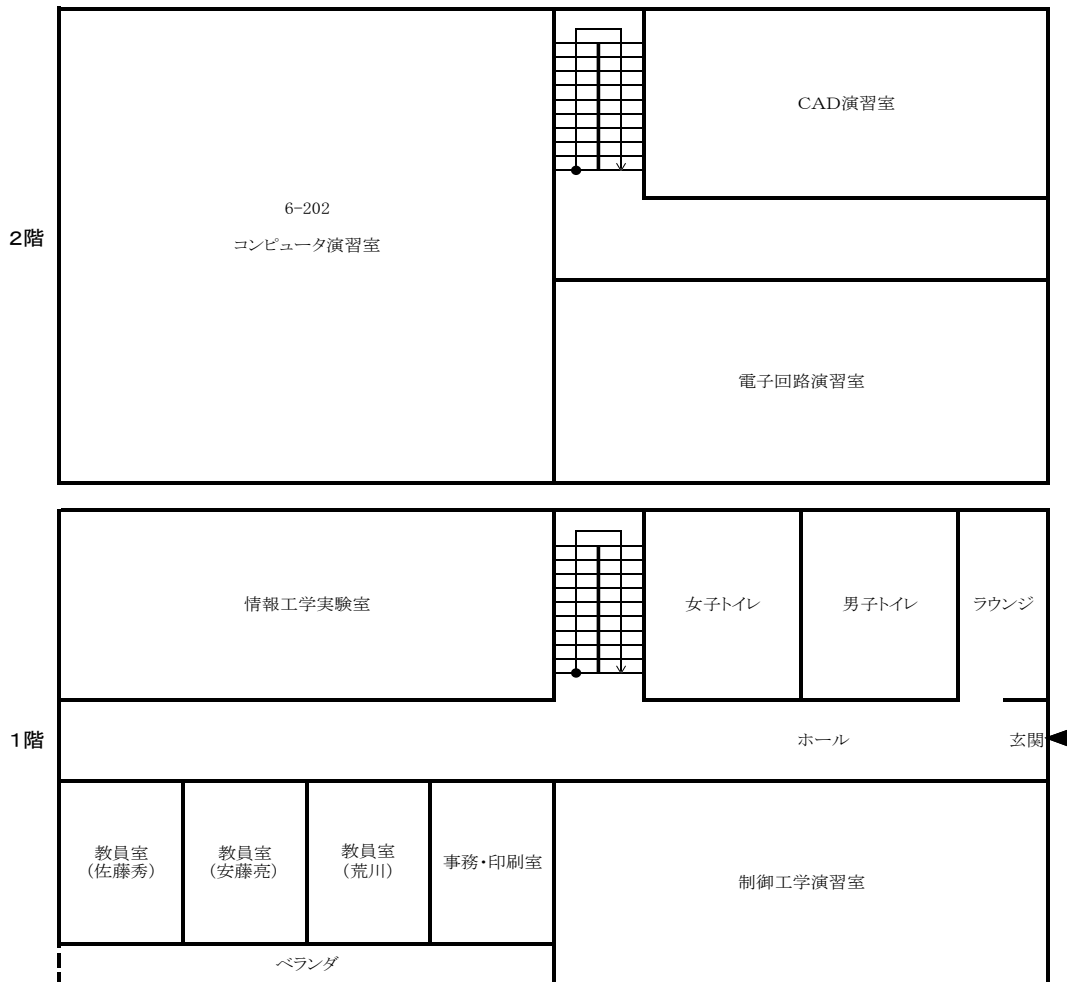 CAD演習室
6-202
2階
コンピュータ演習室
電子回路演習室
情報工学実験室
女子トイレ
男子トイレ
ラウンジ
1階
ホール
玄関
教員室
(佐藤秀)
教員室
(安藤亮)
教員室
(荒川)
事務・印刷室
制御工学演習室
ベランダ